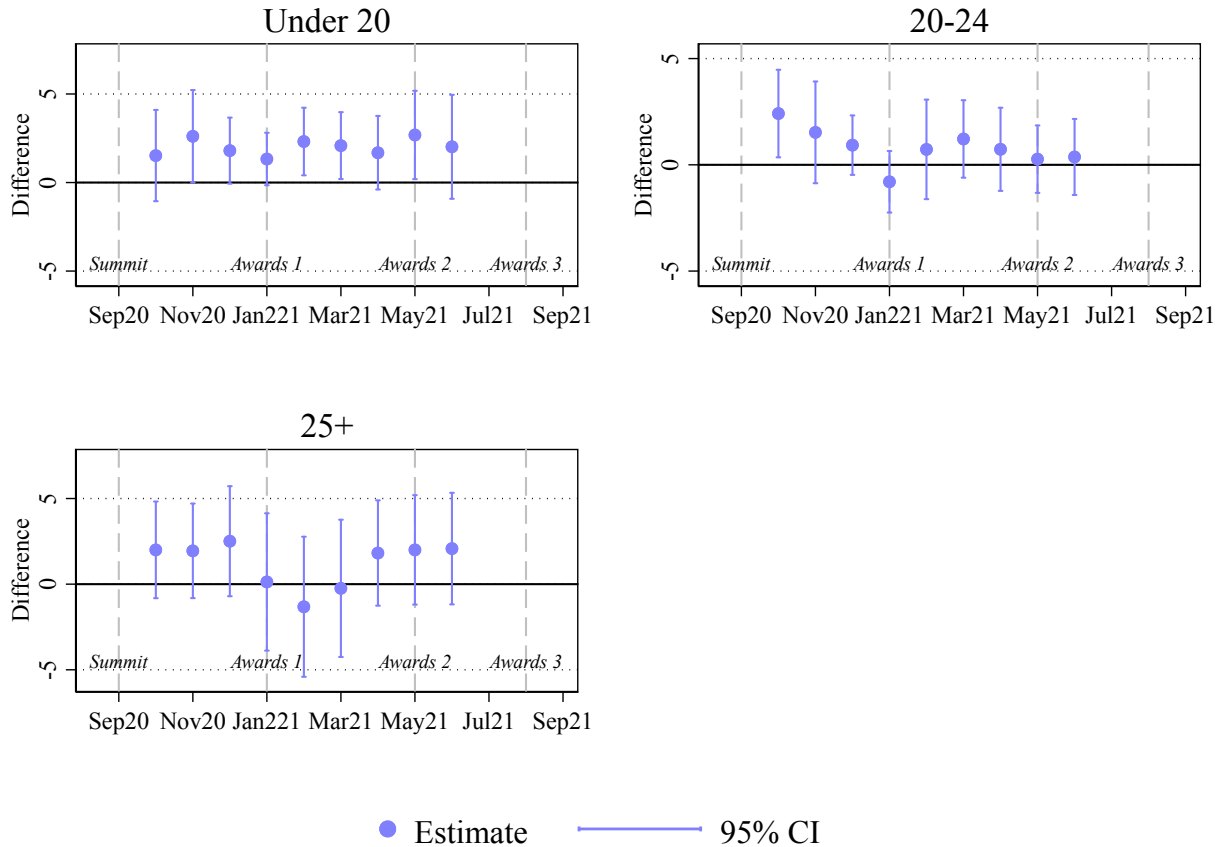 Under 20
Difference
5
0
-5
Summit Awards 1 Awards 2 Awards 3
Sep20 Nov20 Jan221 Mar21 May21 Jul21 Sep21
20-24
Difference
5
0
-5
Summit Awards 1 Awards 2 Awards 3
Sep20 Nov20 Jan221 Mar21 May21 Jul21 Sep21
25+
Difference
5
0
-5
Summit Awards 1 Awards 2 Awards 3
Sep20 Nov20 Jan221 Mar21 May21 Jul21 Sep21
Estimate 95% CI